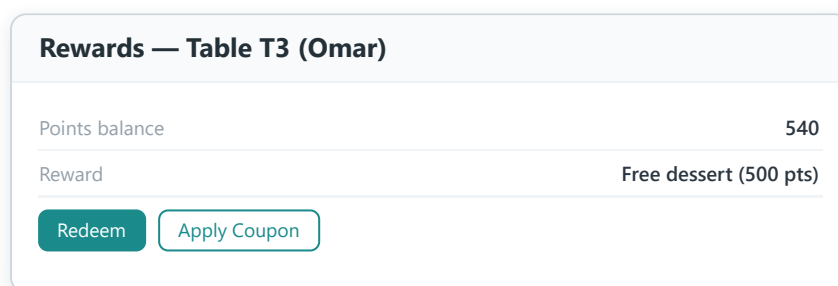 Rewards — Table T3 (Omar)
Points balance 540
Reward Free dessert (500 pts)
Redeem Apply Coupon